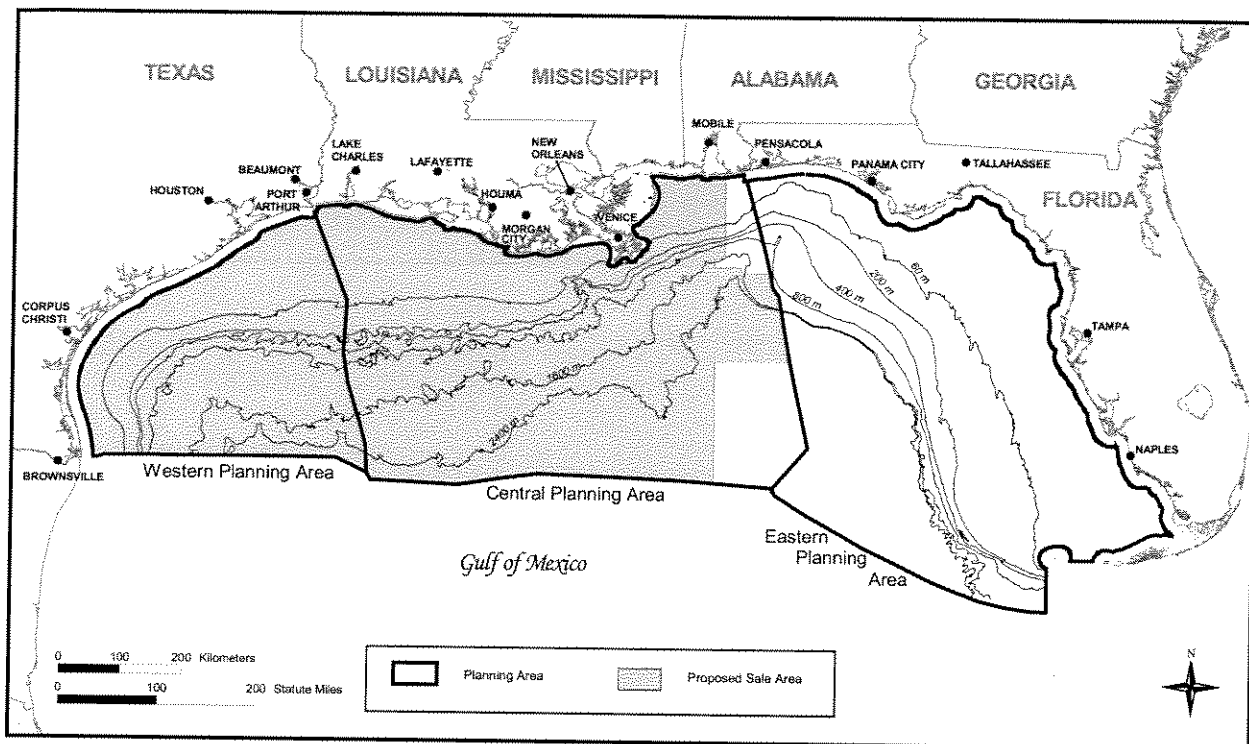 TEXAS
LOUISIANA
MISSISSIPPI
ALABAMA
GEORGIA
FLORIDA
HOUSTON
BEAUMONT
PORT
ARTHUR
LAKE
CHARLES
LAFAYETTE
HOUMA
MORGAN
CITY
NEW
ORLEANS
VENICE
MOBILE
PENSACOLA
PANAMA CITY
TALLAHASSEE
CORPUS
CHRISTI
TAMPA
NAPLES
BROWNSVILLE
60 m
200 m
400 m
800 m
1600 m
2400 m
Western Planning Area
Central Planning Area
Eastern
Planning
Area
Gulf of Mexico
0 100 200 Kilometers
0 100 200 Statute Miles
Planning Area
Proposed Sale Area
N